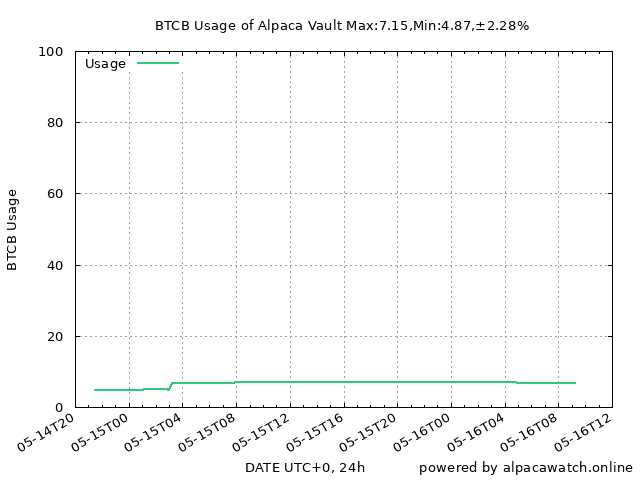 BTCB Usage of Alpaca Vault Max:7.15,Min:4.87,±2.28%
Usage
BTCB Usage
100
80
60
40
20
0
05-14T20
05-15T00
05-15T04
05-15T08
05-15T12
05-15T16
05-15T20
05-16T00
05-16T04
05-16T08
05-16T12
DATE UTC+0, 24h
powered by alpacawatch.online